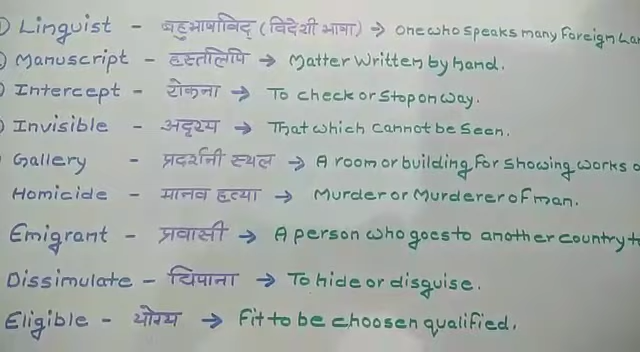 Linguist - बहुभाषाविद् (विदेशी भाषा) → One who speaks many Foreign
Manuscript - हस्तलिपि → Matter Written by hand.
Intercept - रोकना → To check or Stop on way.
Invisible - अदृश्य → That which Cannot be Seen.
Gallery - प्रदर्शनी स्थल → A room or building For showing works
Homicide - मानव हत्या → Murder or Murderer of man.
Emigrant - प्रवासी → A person who goes to another country
Dissimulate - छिपाना → To hide or disguise.
Eligible - योग्य → Fit to be choosen qualified.